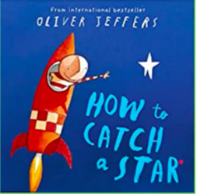 From international bestseller
OLIVER JEFFERS
HOW to
CATCH
a STAR